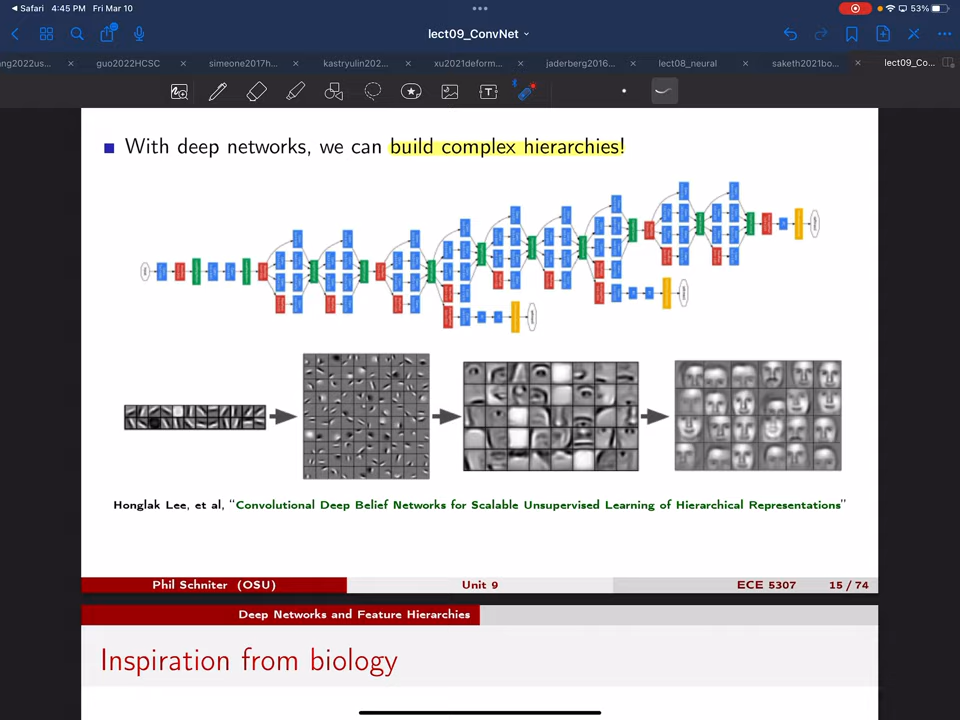 Safari 4:45 PM Fri Mar 10
53%
lect09_ConvNet
ang2022us...
guo2022HCSC
simeone2017h...
kastryulin202...
xu2021deform...
jaderberg2016...
lect08_neural
saketh2021bo...
lect09_Co...
With deep networks, we can build complex hierarchies!
Honglak Lee, et al, "Convolutional Deep Belief Networks for Scalable Unsupervised Learning of Hierarchical Representations"
Phil Schniter (OSU)
Unit 9
ECE 5307
15 / 74
Deep Networks and Feature Hierarchies
Inspiration from biology